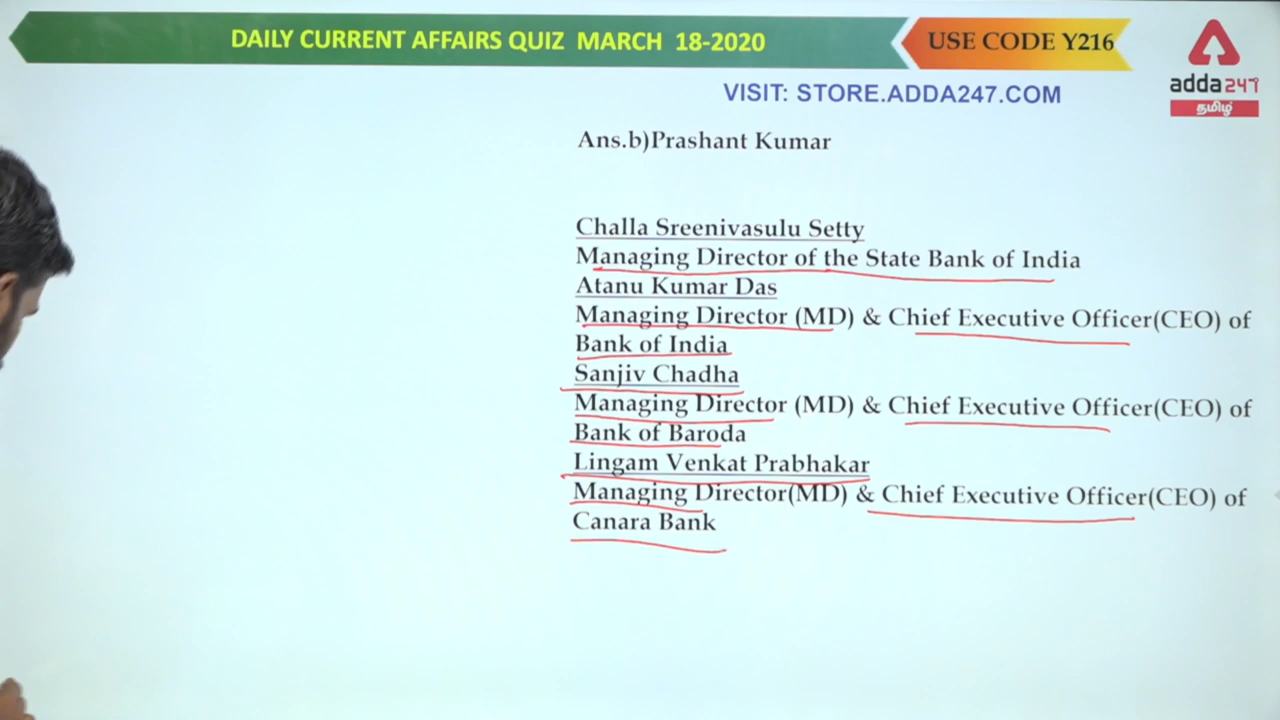 DAILY CURRENT AFFAIRS QUIZ MARCH 18-2020
USE CODE Y216
adda247
தமிழ்
VISIT: STORE.ADDA247.COM
Ans.b)Prashant Kumar
Challa Sreenivasulu Setty
Managing Director of the State Bank of India
Atanu Kumar Das
Managing Director (MD) & Chief Executive Officer(CEO) of
Bank of India
Sanjiv Chadha
Managing Director (MD) & Chief Executive Officer(CEO) of
Bank of Baroda
Lingam Venkat Prabhakar
Managing Director(MD) & Chief Executive Officer(CEO) of
Canara Bank